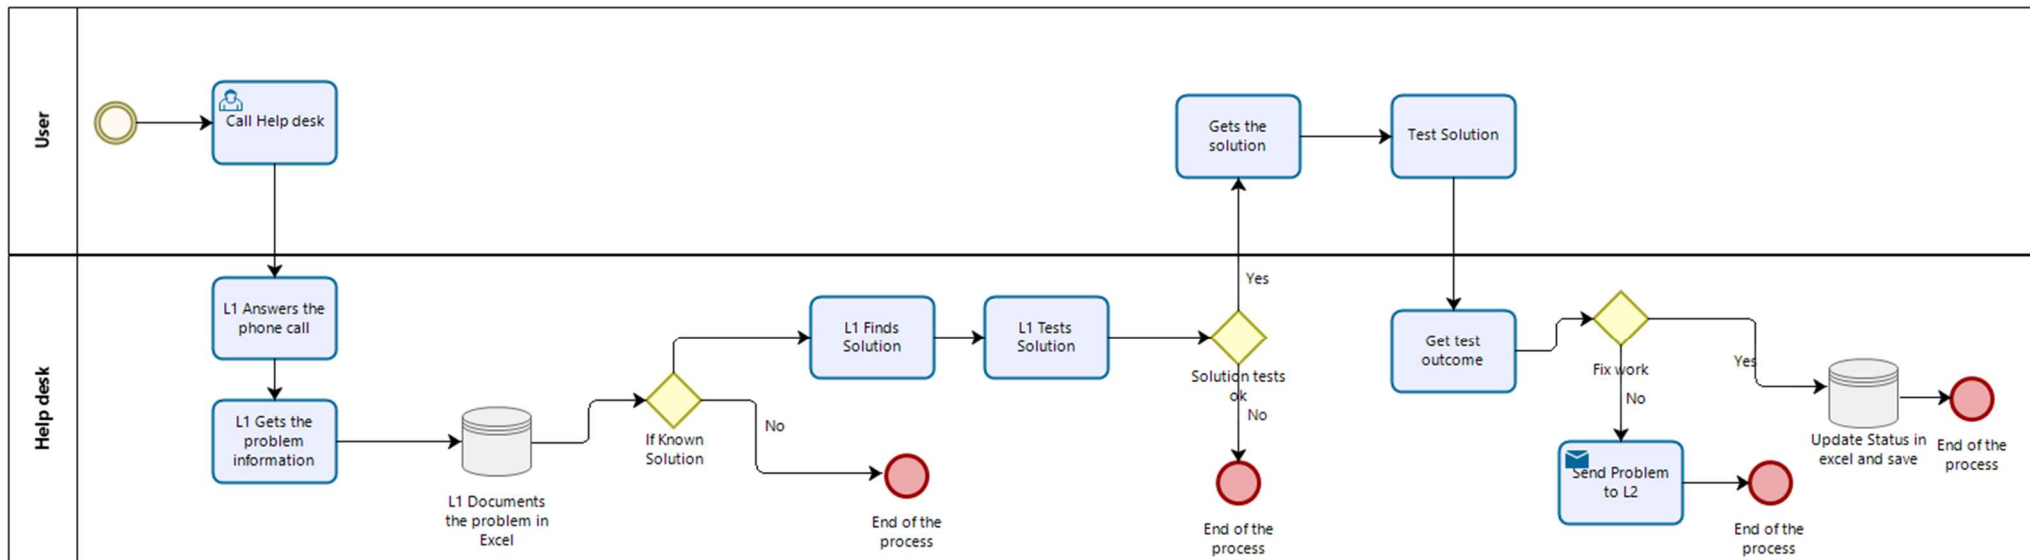 User
Call Help desk
Gets the
solution
Test Solution
Help desk
L1 Answers the
phone call
L1 Gets the
problem
information
L1 Documents
the problem in
Excel
If Known
Solution
No
End of the
process
L1 Finds
Solution
L1 Tests
Solution
Yes
Solution tests
ok
No
End of the
process
Get test
outcome
Fix work
No
Yes
Send Problem
to L2
End of the
process
Update Status in
excel and save
End of the
process